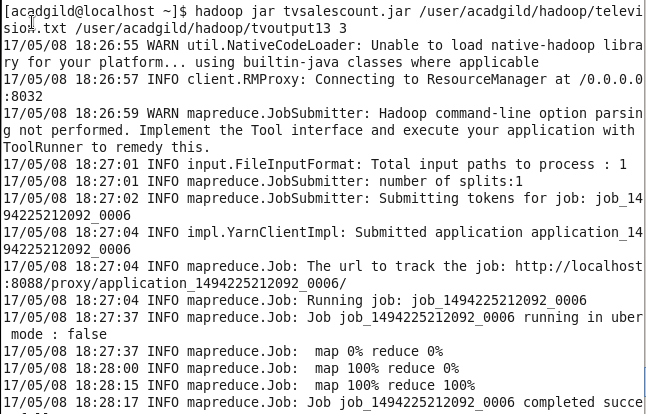 [acadgild@localhost ~]$ hadoop jar tvsalescount.jar /user/acadgild/hadoop/televi
sion.txt /user/acadgild/hadoop/tvoutput13 3
17/05/08 18:26:55 WARN util.NativeCodeLoader: Unable to load native-hadoop libra
ry for your platform... using builtin-java classes where applicable
17/05/08 18:26:57 INFO client.RMProxy: Connecting to ResourceManager at /0.0.0.0
:8032
17/05/08 18:26:59 WARN mapreduce.JobSubmitter: Hadoop command-line option parsin
g not performed. Implement the Tool interface and execute your application with
ToolRunner to remedy this.
17/05/08 18:27:01 INFO input.FileInputFormat: Total input paths to process : 1
17/05/08 18:27:01 INFO mapreduce.JobSubmitter: number of splits:1
17/05/08 18:27:02 INFO mapreduce.JobSubmitter: Submitting tokens for job: job_14
94225212092_0006
17/05/08 18:27:04 INFO impl.YarnClientImpl: Submitted application application_14
94225212092_0006
17/05/08 18:27:04 INFO mapreduce.Job: The url to track the job: http://localhost
:8088/proxy/application_1494225212092_0006/
17/05/08 18:27:04 INFO mapreduce.Job: Running job: job_1494225212092_0006
17/05/08 18:27:37 INFO mapreduce.Job: Job job_1494225212092_0006 running in uber
 mode : false
17/05/08 18:27:37 INFO mapreduce.Job:  map 0% reduce 0%
17/05/08 18:28:00 INFO mapreduce.Job:  map 100% reduce 0%
17/05/08 18:28:15 INFO mapreduce.Job:  map 100% reduce 100%
17/05/08 18:28:17 INFO mapreduce.Job: Job job_1494225212092_0006 completed succe